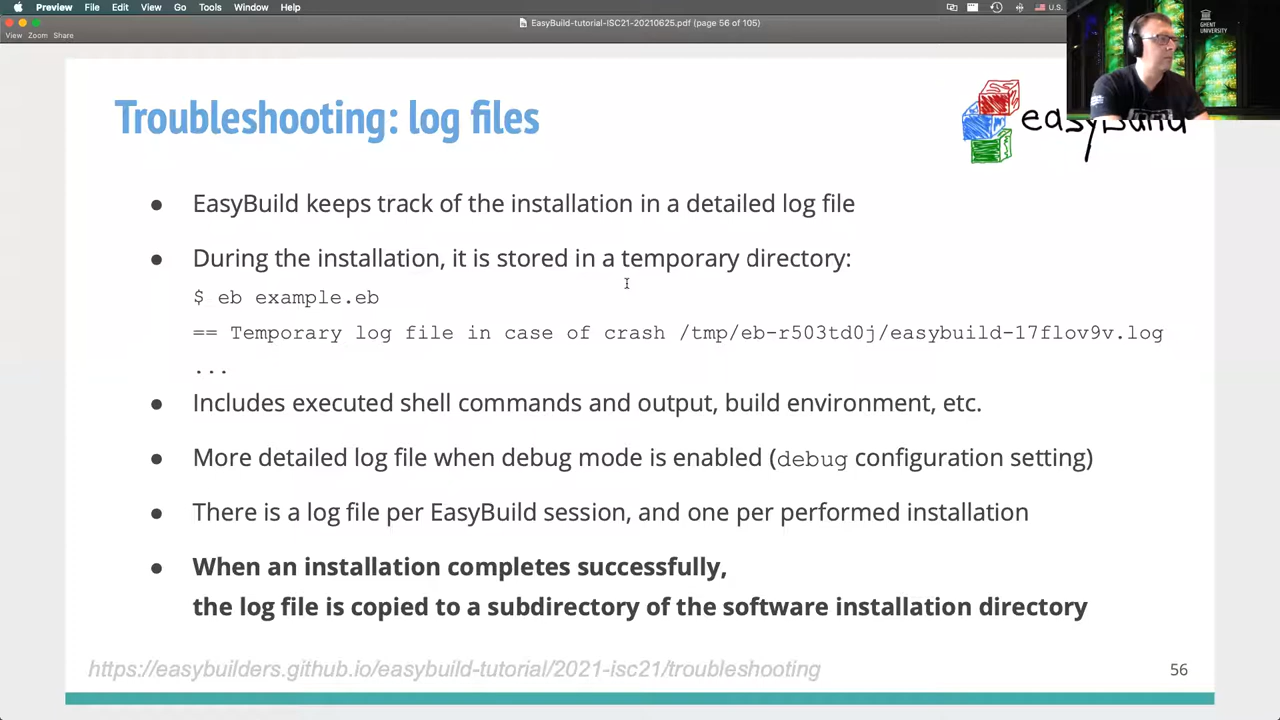 Preview File Edit View Go Tools Window Help
U.S.
EasyBuild-tutorial-ISC21-20210625.pdf (page 56 of 105)
View Zoom Share
GHENT
UNIVERSITY
Troubleshooting: log files
easybuild
● EasyBuild keeps track of the installation in a detailed log file
● During the installation, it is stored in a temporary directory:
$ eb example.eb
== Temporary log file in case of crash /tmp/eb-r503td0j/easybuild-17flov9v.log
...
● Includes executed shell commands and output, build environment, etc.
● More detailed log file when debug mode is enabled (debug configuration setting)
● There is a log file per EasyBuild session, and one per performed installation
● When an installation completes successfully,
the log file is copied to a subdirectory of the software installation directory
https://easybuilders.github.io/easybuild-tutorial/2021-isc21/troubleshooting
56